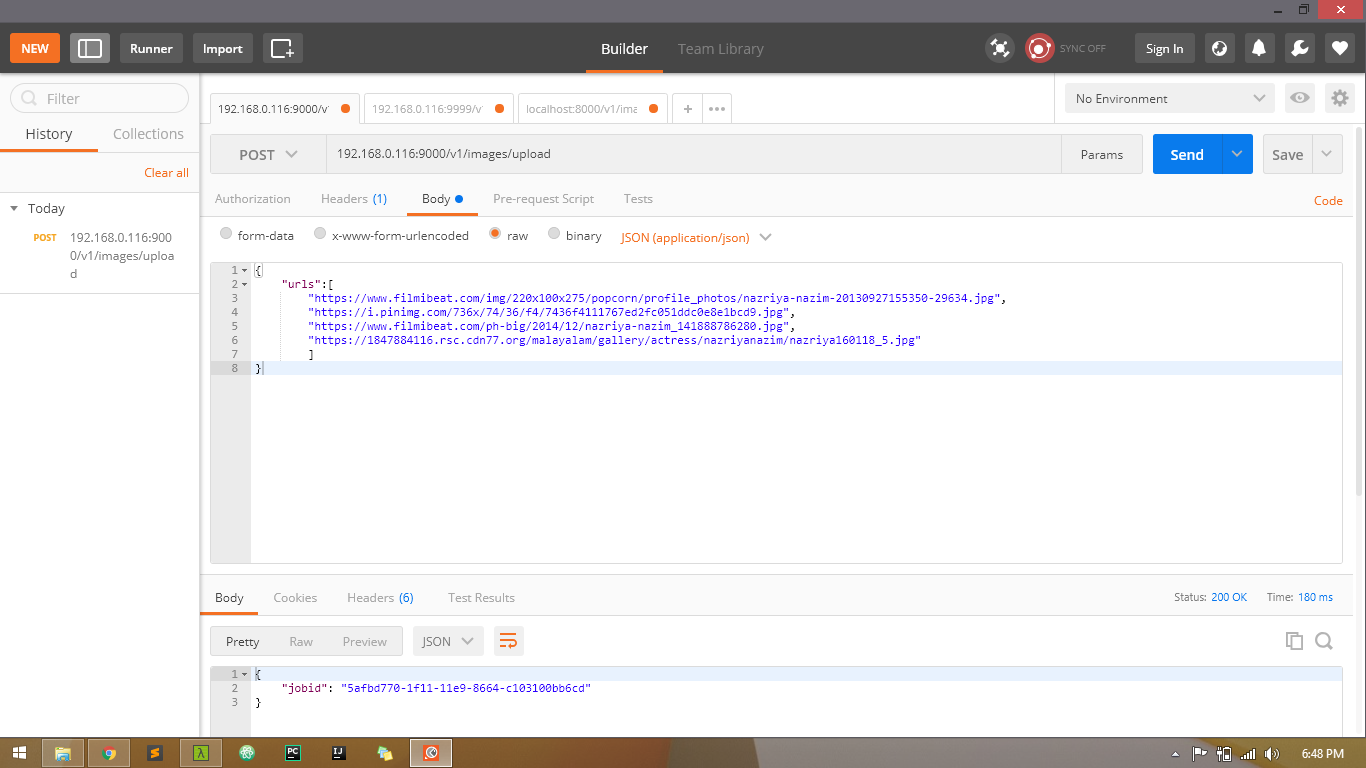 NEW
Runner
Import
Builder
Team Library
SYNC OFF
Sign In
Filter
History
Collections
Clear all
Today
POST
192.168.0.116:900
0/v1/images/uploa
d
192.168.0.116:9000/v
192.168.0.116:9999/v
localhost:8000/v1/ima
+
No Environment
POST
192.168.0.116:9000/v1/images/upload
Params
Send
Save
Authorization
Headers (1)
Body
Pre-request Script
Tests
Code
form-data
x-www-form-urlencoded
raw
binary
JSON (application/json)
1 {
2 "urls":[
3 "https://www.filmibeat.com/img/220x100x275/popcorn/profile_photos/nazriya-nazim-20130927155350-29634.jpg",
4 "https://i.pinimg.com/736x/74/36/f4/7436f4111767ed2fc051ddc0e8e1bcd9.jpg",
5 "https://www.filmibeat.com/ph-big/2014/12/nazriya-nazim_141888786280.jpg",
6 "https://1847884116.rsc.cdn77.org/malayalam/gallery/actress/nazriyanazim/nazriya160118_5.jpg"
7 ]
8 }
Body
Cookies
Headers (6)
Test Results
Status: 200 OK
Time: 180 ms
Pretty
Raw
Preview
JSON
1 {
2 "jobid": "5afbd770-1f11-11e9-8664-c103100bb6cd"
3 }
PC
IJ
6:48 PM